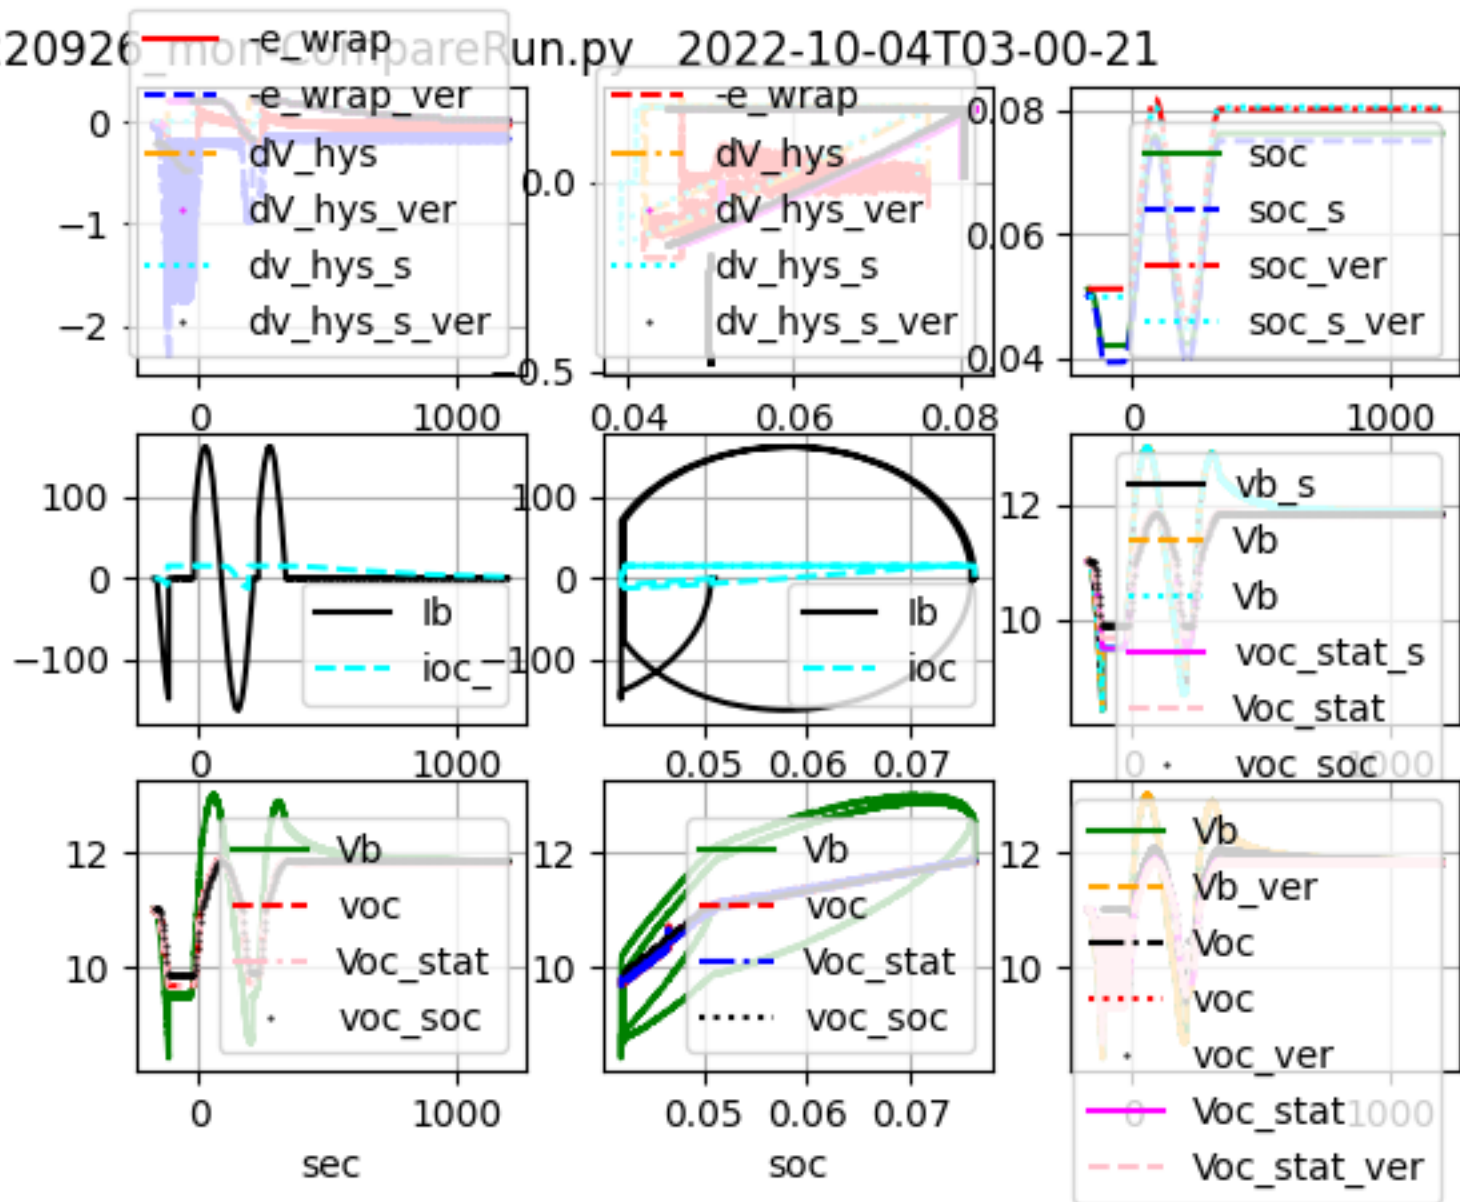 20926_mon-CompareRun.py 2022-10-04T03-00-21
-e_wrap
-e_wrap_ver
dV_hys
dV_hys_ver
dv_hys_s
dv_hys_s_ver
0
−1
−2
0
1000
-e_wrap
dV_hys
dV_hys_ver
dv_hys_s
dv_hys_s_ver
0.0
−0.5
0.04
0.06
0.08
soc
soc_s
soc_ver
soc_s_ver
0.08
0.06
0.04
0
1000
Ib
ioc_
100
0
−100
0
1000
Ib
ioc
100
0
−100
0.05
0.06
0.07
vb_s
Vb
Vb
voc_stat_s
Voc_stat
voc_soc
12
10
0
1000
Vb
voc
Voc_stat
voc_soc
12
10
0
1000
sec
Vb
voc
Voc_stat
voc_soc
12
10
0.05
0.06
0.07
soc
Vb
Vb_ver
Voc
voc
voc_ver
Voc_stat
Voc_stat_ver
12
10
0
1000